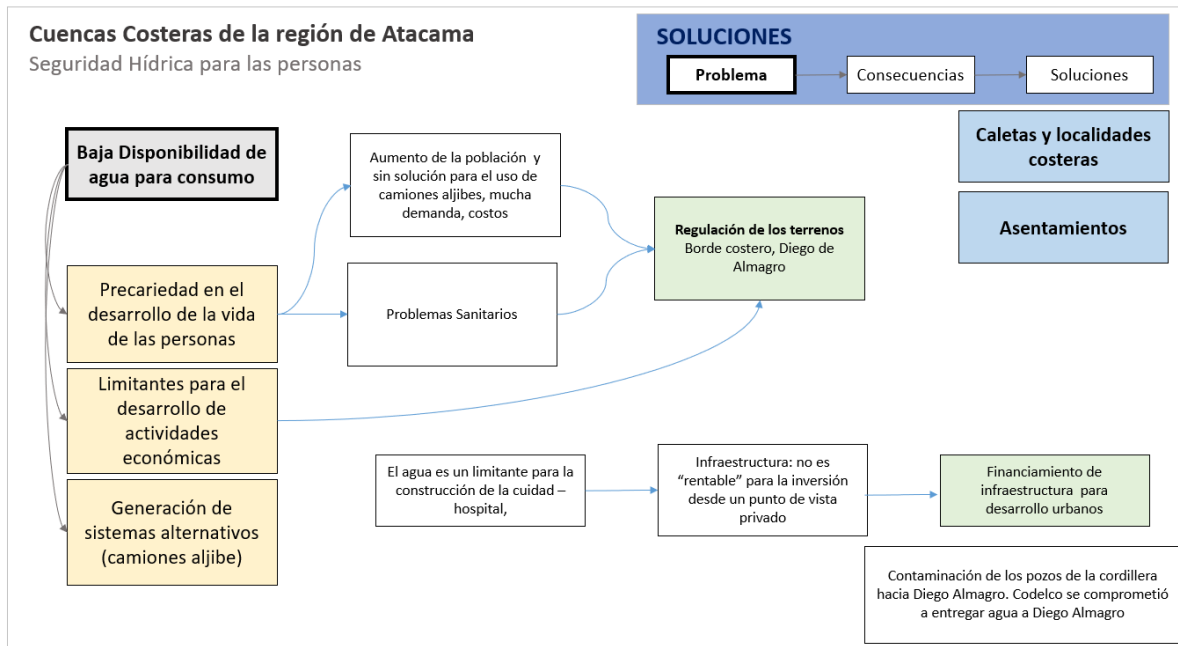 Cuencas Costeras de la región de Atacama
Seguridad Hídrica para las personas
SOLUCIONES
Problema
Consecuencias
Soluciones
Caletas y localidades
costeras
Asentamientos
Baja Disponibilidad de
agua para consumo
Aumento de la población y
sin solución para el uso de
camiones aljibes, mucha
demanda, costos
Regulación de los terrenos
Borde costero, Diego de
Almagro
Precariedad en el
desarrollo de la vida
de las personas
Problemas Sanitarios
Limitantes para el
desarrollo de
actividades
económicas
El agua es un limitante para la
construcción de la cuidad –
hospital,
Infraestructura: no es
“rentable” para la inversión
desde un punto de vista
privado
Financiamiento de
infraestructura para
desarrollo urbanos
Generación de
sistemas alternativos
(camiones aljibe)
Contaminación de los pozos de la cordillera
hacia Diego Almagro. Codelco se comprometió
a entregar agua a Diego Almagro